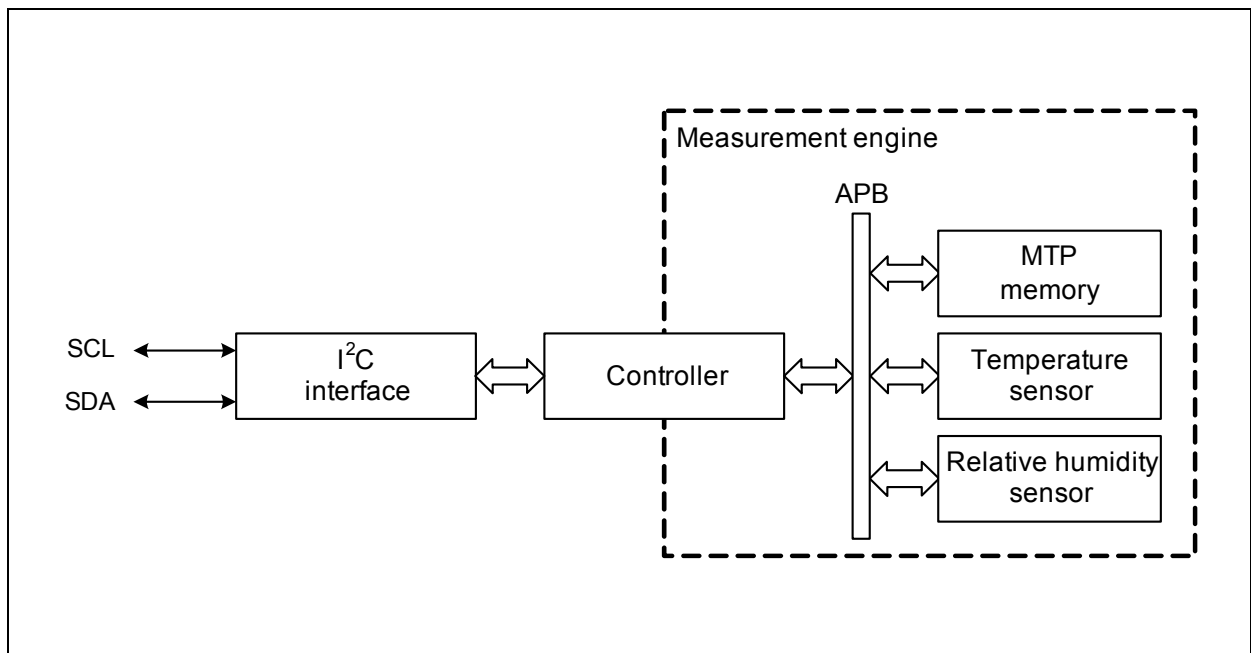 Measurement engine
APB
MTP
memory
SCL
SDA
I²C
interface
Controller
Temperature
sensor
Relative humidity
sensor